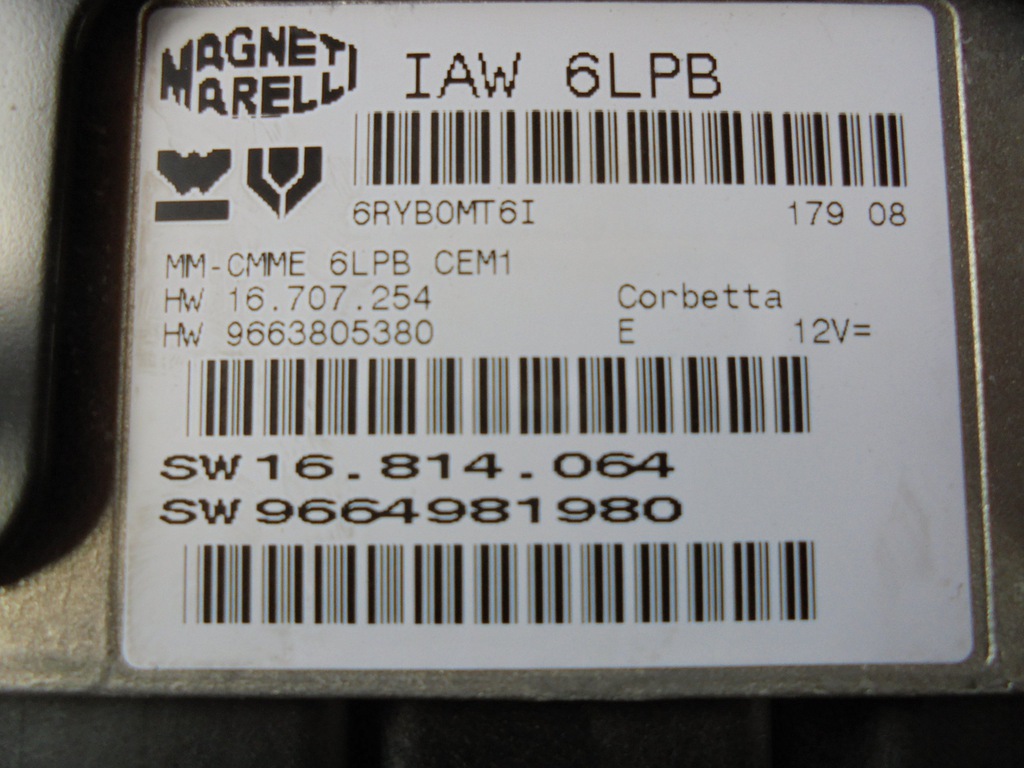 MAGNETI
MARELLI
IAW 6LPB
6RYBOMT6I 179 08
MM-CMME 6LPB CEM1
HW 16.707.254 Corbetta
HW 9663805380 E 12V=
SW 16.814.064
SW 9664981980